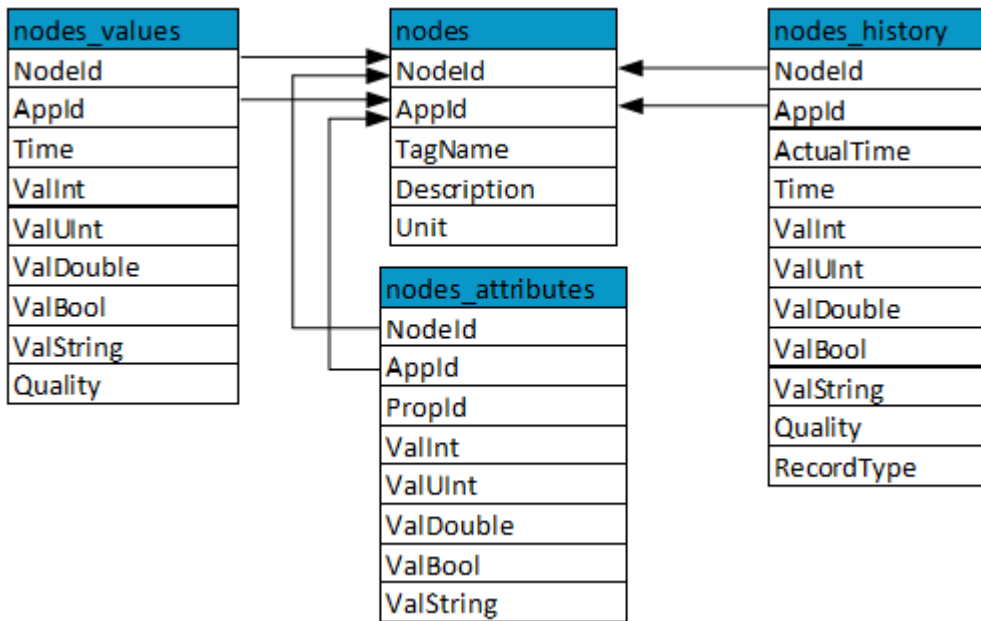 nodes_values
NodeId
AppId
Time
ValInt
ValUInt
ValDouble
ValBool
ValString
Quality
nodes
NodeId
AppId
TagName
Description
Unit
nodes_attributes
NodeId
AppId
PropId
ValInt
ValUInt
ValDouble
ValBool
ValString
nodes_history
NodeId
AppId
ActualTime
Time
ValInt
ValUInt
ValDouble
ValBool
ValString
Quality
RecordType